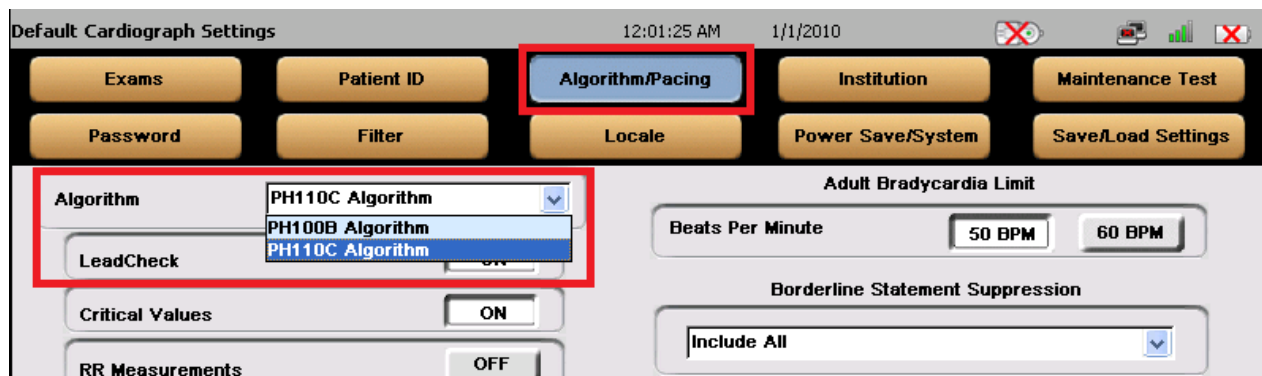 Default Cardiograph Settings 12:01:25 AM 1/1/2010
Exams Patient ID Algorithm/Pacing Institution Maintenance Test
Password Filter Locale Power Save/System Save/Load Settings
Algorithm PH110C Algorithm
PH100B Algorithm
PH110C Algorithm
LeadCheck ON
Critical Values ON
RR Measurements OFF
Adult Bradycardia Limit
Beats Per Minute 50 BPM 60 BPM
Borderline Statement Suppression
Include All